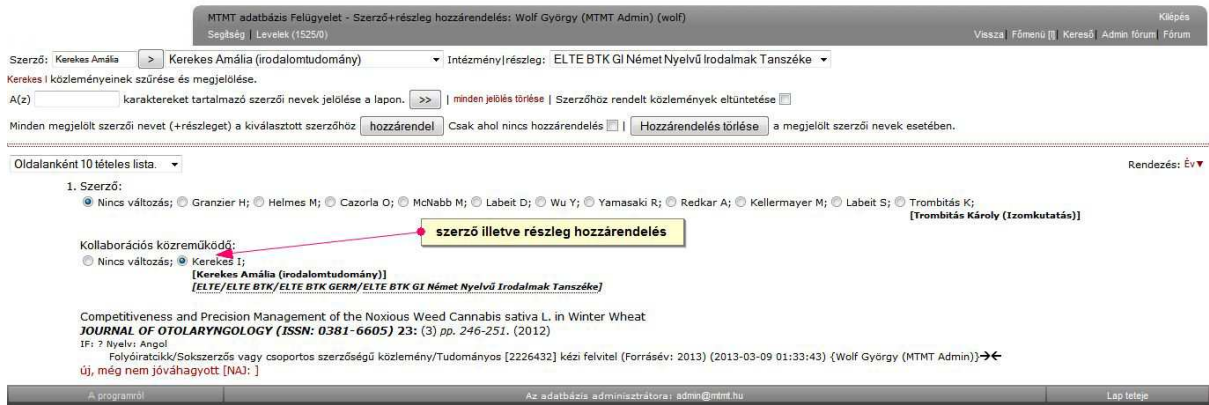 MTMT adatbázis Felügyelet - Szerző+részleg hozzárendelés: Wolf György (MTMT Admin) (wolf) Kilépés
Segítség | Levelek (1525/0) Vissza| Főmenü [!]| Kereső| Admin fórum| Fórum
Szerző: Kerekes Amália > Kerekes Amália (irodalomtudomány) Intézmény|részleg: ELTE BTK GI Német Nyelvű Irodalmak Tanszéke
Kerekes I közleményeinek szűrése és megjelölése.
A(z) karaktereket tartalmazó szerzői nevek jelölése a lapon. >> | minden jelölés törlése | Szerzőhöz rendelt közlemények eltüntetése
Minden megjelölt szerzői nevet (+részleget) a kiválasztott szerzőhöz hozzárendel Csak ahol nincs hozzárendelés | Hozzárendelés törlése a megjelölt szerzői nevek esetében.
Oldalanként 10 tételes lista. Rendezés: Év▼
1. Szerző:
Nincs változás; Granzier H; Helmes M; Cazorla O; McNabb M; Labeit D; Wu Y; Yamasaki R; Redkar A; Kellermayer M; Labeit S; Trombitás K;
[Trombitás Károly (Izomkutatás)]
szerző illetve részleg hozzárendelés
Kollaborációs közreműködő:
Nincs változás; Kerekes I;
[Kerekes Amália (irodalomtudomány)]
[ELTE/ELTE BTK/ELTE BTK GERM/ELTE BTK GI Német Nyelvű Irodalmak Tanszéke]
Competitiveness and Precision Management of the Noxious Weed Cannabis sativa L. in Winter Wheat
JOURNAL OF OTOLARYNGOLOGY (ISSN: 0381-6605) 23: (3) pp. 246-251. (2012)
IF: ? Nyelv: Angol
Folyóiratcikk/Sokszerzős vagy csoportos szerzőségű közlemény/Tudományos [2226432] kézi felvitel (Forrásév: 2013) (2013-03-09 01:33:43) {Wolf György (MTMT Admin)}→←
új, még nem jóváhagyott [NAJ: ]
A programról Az adatbázis adminisztrátora: admin@mtmt.hu Lap teteje